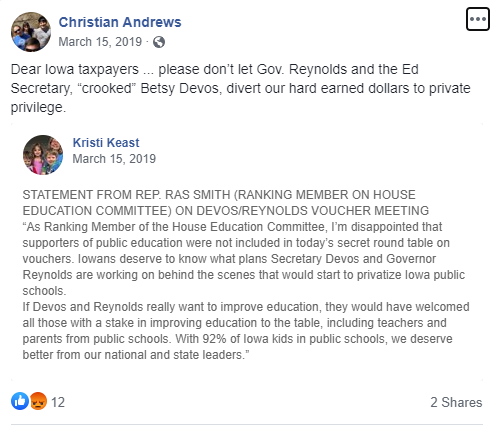 Christian Andrews
March 15, 2019 ·
Dear Iowa taxpayers ... please don’t let Gov. Reynolds and the Ed
Secretary, “crooked” Betsy Devos, divert our hard earned dollars to private
privilege.
Kristi Keast
March 15, 2019
STATEMENT FROM REP. RAS SMITH (RANKING MEMBER ON HOUSE
EDUCATION COMMITTEE) ON DEVOS/REYNOLDS VOUCHER MEETING
“As Ranking Member of the House Education Committee, I’m disappointed that
supporters of public education were not included in today’s secret round table on
vouchers. Iowans deserve to know what plans Secretary Devos and Governor
Reynolds are working on behind the scenes that would start to privatize Iowa public
schools.
If Devos and Reynolds really want to improve education, they would have welcomed
all those with a stake in improving education to the table, including teachers and
parents from public schools. With 92% of Iowa kids in public schools, we deserve
better from our national and state leaders.”
12
2 Shares